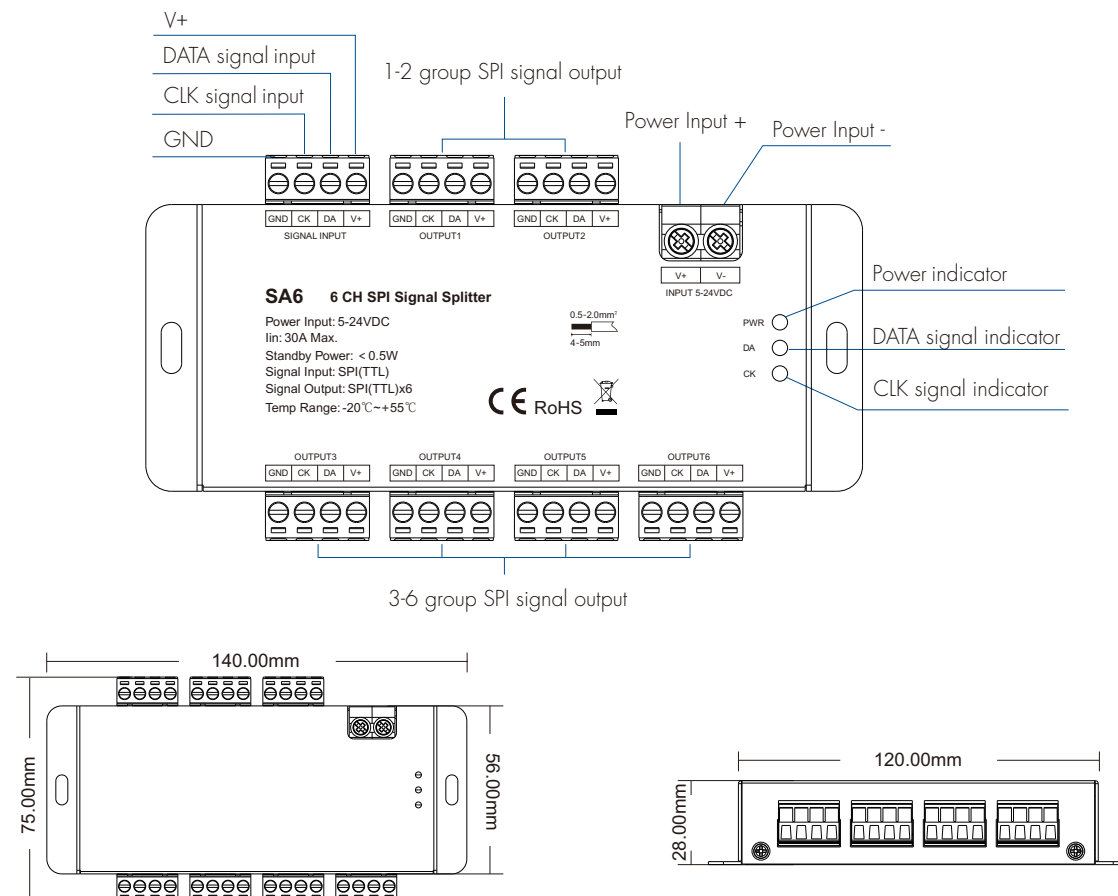 V+
DATA signal input
CLK signal input
GND
1-2 group SPI signal output
Power Input +
Power Input -
GND CK DA V+
SIGNAL INPUT
GND CK DA V+
OUTPUT1
GND CK DA V+
OUTPUT2
V+ V-
INPUT 5-24VDC
SA6 6 CH SPI Signal Splitter
Power Input: 5-24VDC
Iin: 30A Max.
Standby Power: < 0.5W
Signal Input: SPI(TTL)
Signal Output: SPI(TTL)x6
Temp Range: -20℃~+55℃
0.5-2.0mm²
4-5mm
CE RoHS
PWR
DA
CK
Power indicator
DATA signal indicator
CLK signal indicator
OUTPUT3
GND CK DA V+
OUTPUT4
GND CK DA V+
OUTPUT5
GND CK DA V+
OUTPUT6
GND CK DA V+
3-6 group SPI signal output
140.00mm
75.00mm
56.00mm
120.00mm
28.00mm